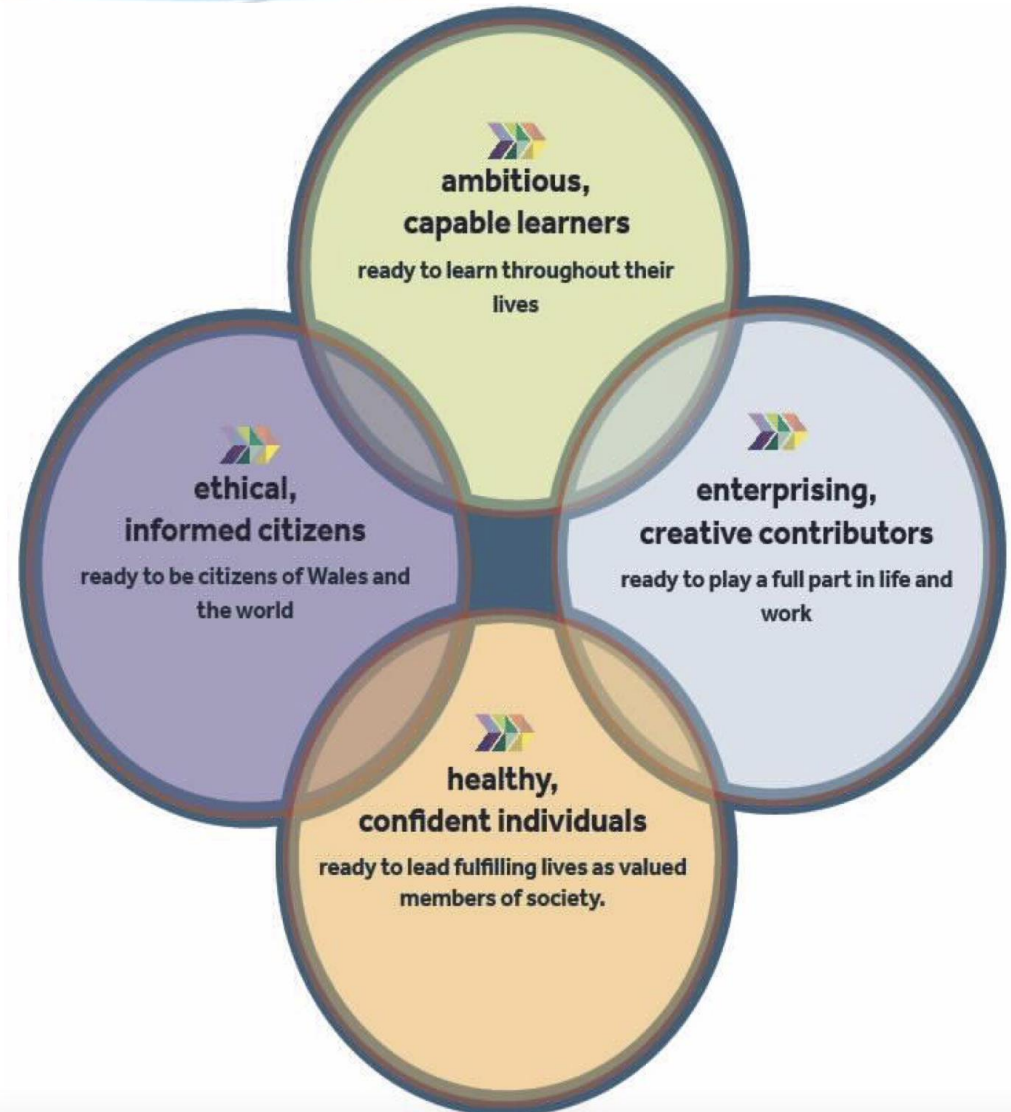 ambitious,
capable learners
ready to learn throughout their
lives
ethical,
informed citizens
ready to be citizens of Wales and
the world
enterprising,
creative contributors
ready to play a full part in life and
work
healthy,
confident individuals
ready to lead fulfilling lives as valued
members of society.